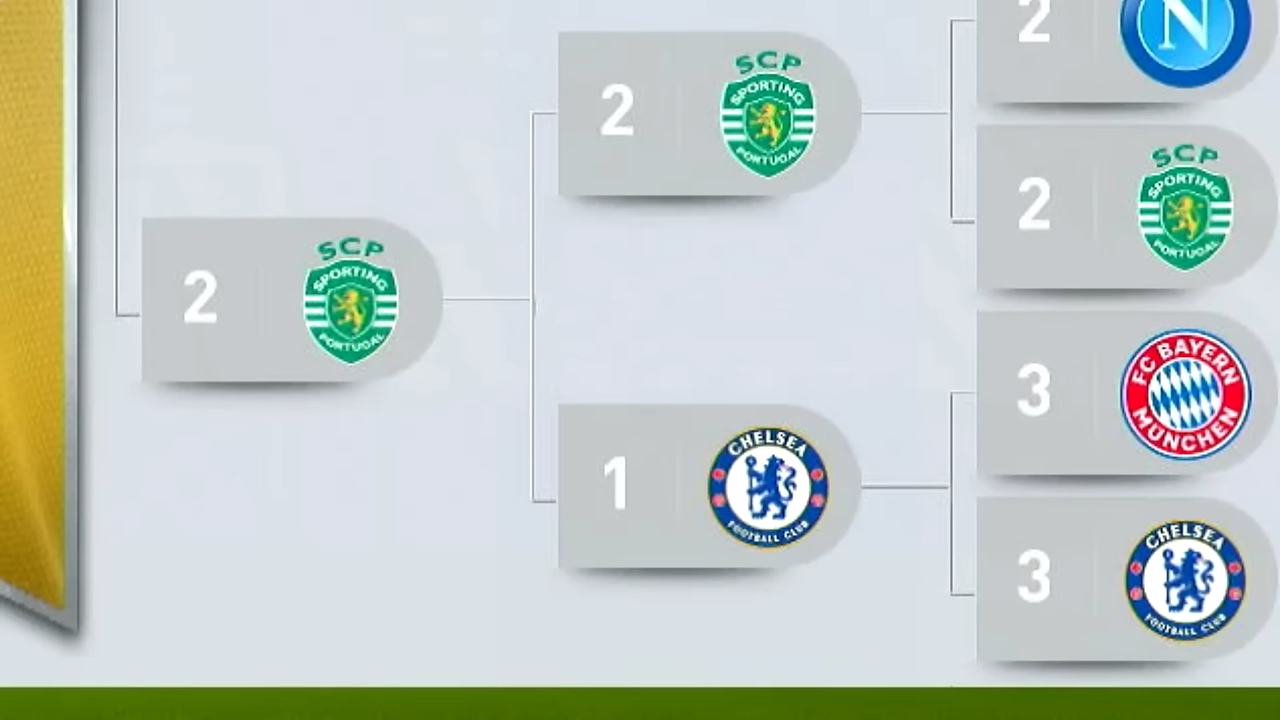 2 N
2 SCP SPORTING PORTUGAL
2 SCP SPORTING PORTUGAL
2 SCP SPORTING PORTUGAL
3 FC BAYERN MÜNCHEN
1 CHELSEA FOOTBALL CLUB
3 CHELSEA FOOTBALL CLUB